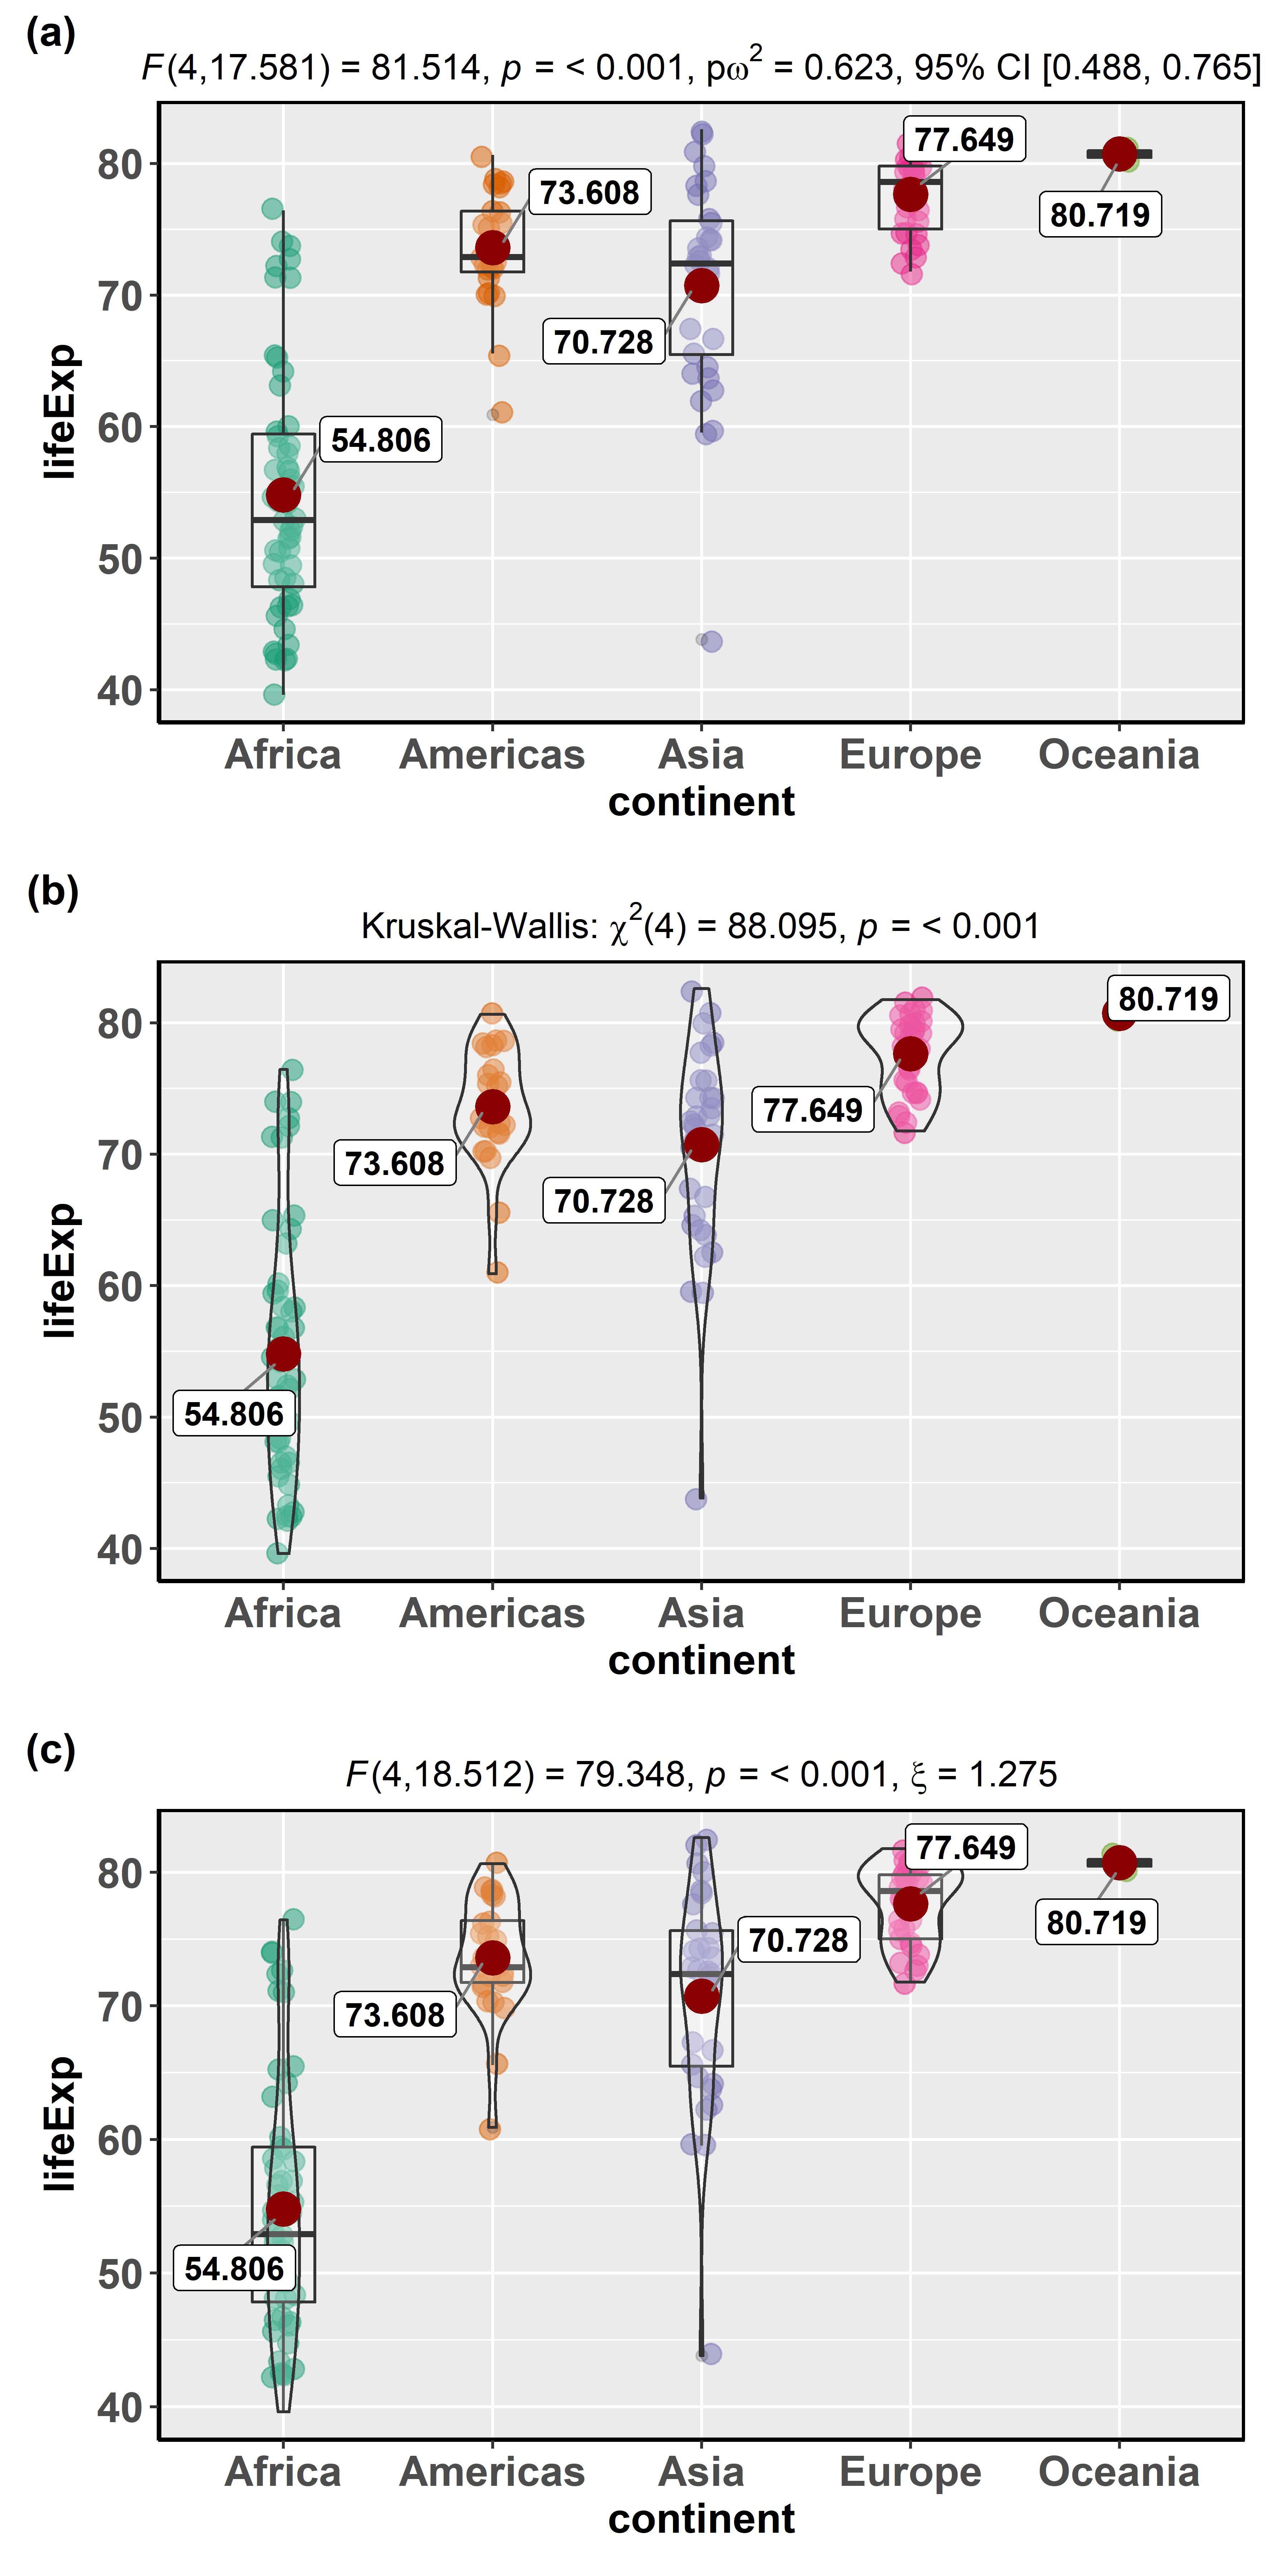 (a)
F(4,17.581) = 81.514, p = < 0.001, pω² = 0.623, 95% CI [0.488, 0.765]
lifeExp
80
70
60
50
40
54.806
73.608
70.728
77.649
80.719
Africa Americas Asia Europe Oceania
continent
(b)
Kruskal-Wallis: χ²(4) = 88.095, p = < 0.001
lifeExp
80
70
60
50
40
54.806
73.608
70.728
77.649
80.719
Africa Americas Asia Europe Oceania
continent
(c)
F(4,18.512) = 79.348, p = < 0.001, ξ = 1.275
lifeExp
80
70
60
50
40
54.806
73.608
70.728
77.649
80.719
Africa Americas Asia Europe Oceania
continent